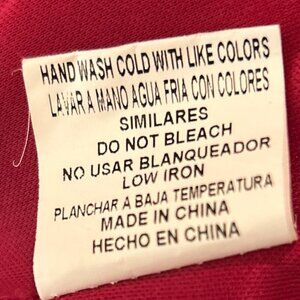 HAND WASH COLD WITH LIKE COLORS
LAVAR A MANO AGUA FRIA CON COLORES
SIMILARES
DO NOT BLEACH
NO USAR BLANQUEADOR
LOW IRON
PLANCHAR A BAJA TEMPERATURA
MADE IN CHINA
HECHO EN CHINA